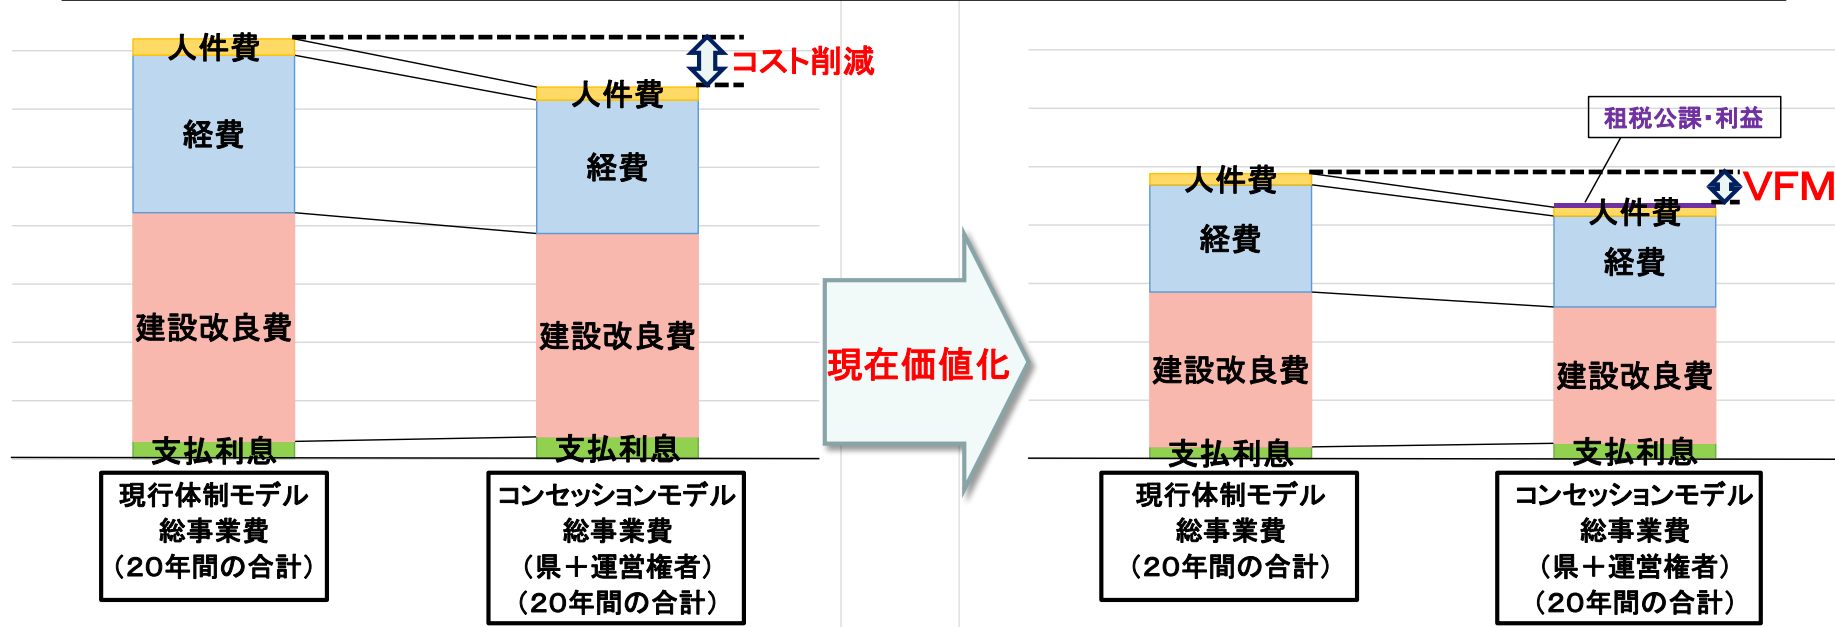 人件費
経費
建設改良費
支払利息
現行体制モデル
総事業費
(20年間の合計)
コスト削減
人件費
経費
建設改良費
支払利息
コンセッションモデル
総事業費
(県＋運営権者)
(20年間の合計)
現在価値化
人件費
経費
建設改良費
支払利息
現行体制モデル
総事業費
(20年間の合計)
租税公課・利益
VFM
人件費
経費
建設改良費
支払利息
コンセッションモデル
総事業費
(県＋運営権者)
(20年間の合計)